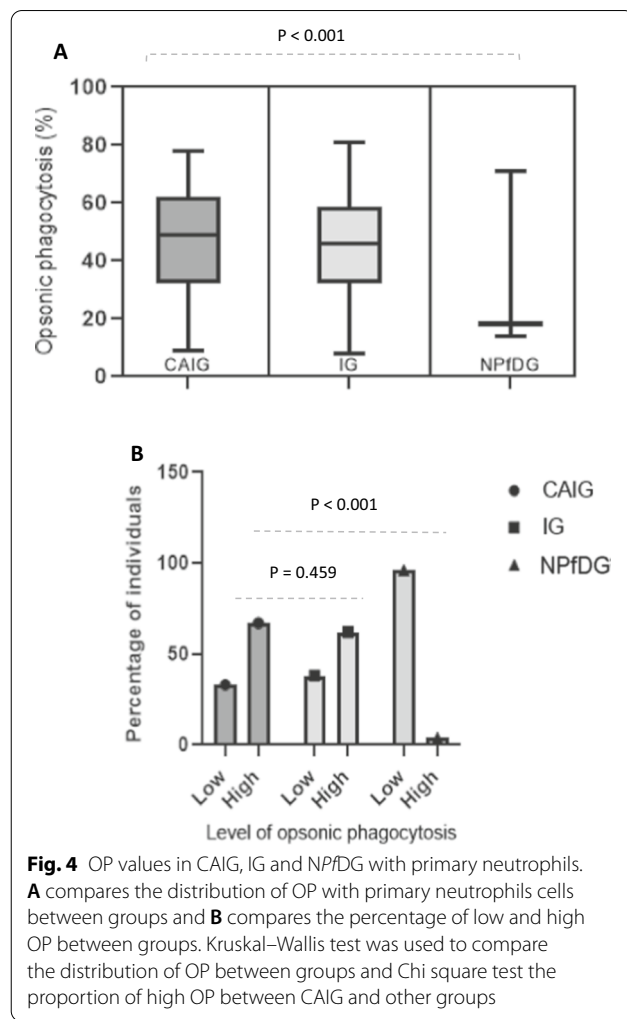 P < 0.001
A
Opsonic phagocytosis (%)
100
80
60
40
20
0
CAIG
IG
NPfDG
B
Percentage of individuals
150
100
50
0
P < 0.001
P = 0.459
CAIG
IG
NPfDG
Low
High
Low
High
Low
High
Level of opsonic phagocytosis
Fig. 4 OP values in CAIG, IG and NPfDG with primary neutrophils.
A compares the distribution of OP with primary neutrophils cells
between groups and B compares the percentage of low and high
OP between groups. Kruskal–Wallis test was used to compare
the distribution of OP between groups and Chi square test the
proportion of high OP between CAIG and other groups